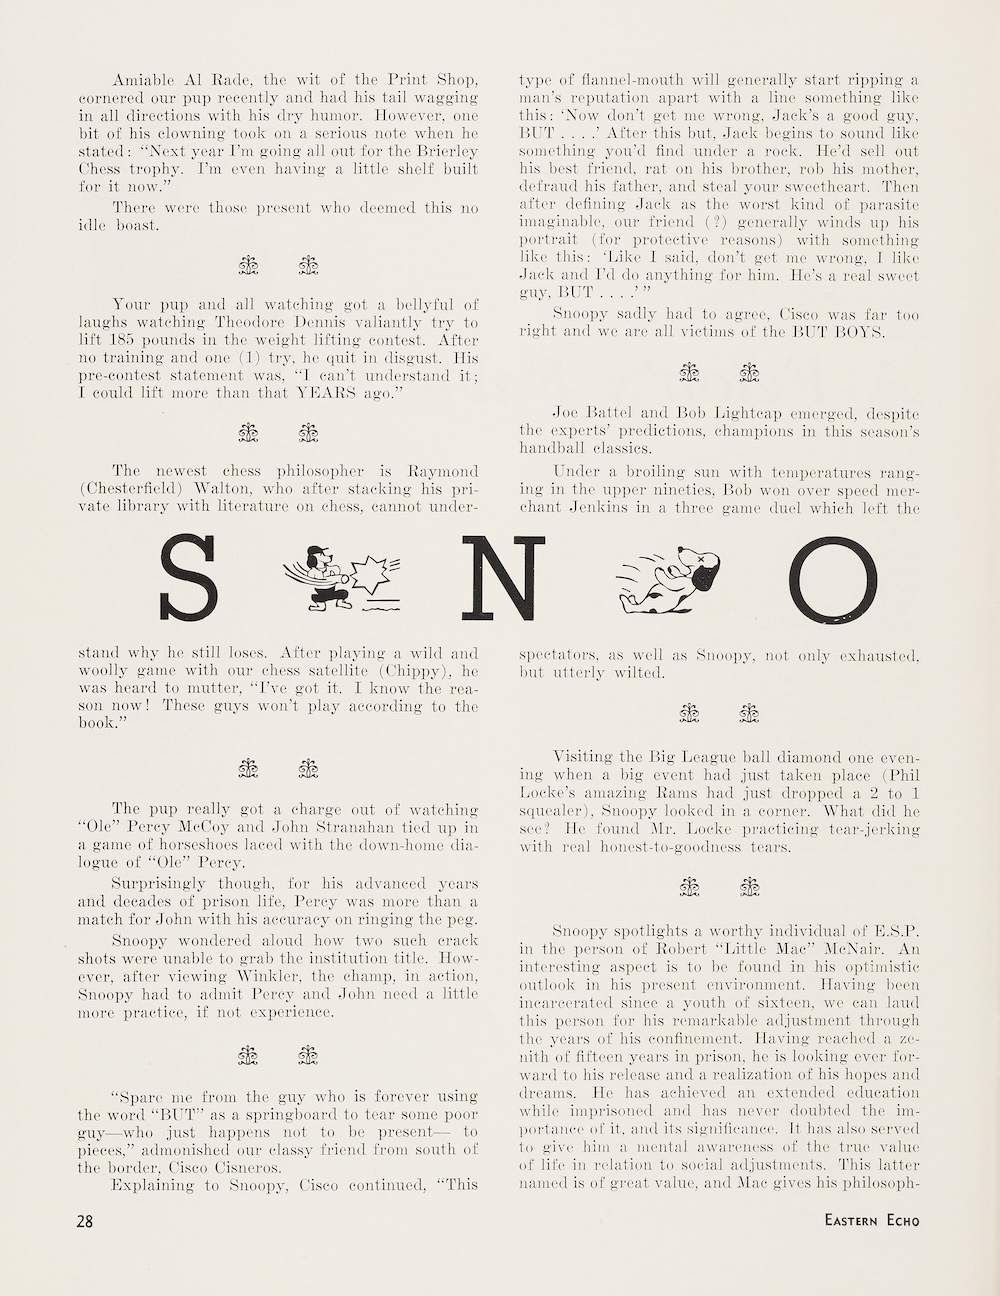 Amiable Al Rade, the wit of the Print Shop,
cornered our pup recently and had his tail wagging
in all directions with his dry humor. However, one
bit of his clowning took on a serious note when he
stated: “Next year I’m going all out for the Brierley
Chess trophy. I’m even having a little shelf built
for it now.”
There were those present who deemed this no
idle boast.
Your pup and all watching got a bellyful of
laughs watching Theodore Dennis valiantly try to
lift 185 pounds in the weight lifting contest. After
no training and one (1) try, he quit in disgust. His
pre-contest statement was, “I can’t understand it;
I could lift more than that YEARS ago.”
The newest chess philosopher is Raymond
(Chesterfield) Walton, who after stacking his pri-
vate library with literature on chess, cannot under-
stand why he still loses. After playing a wild and
woolly game with our chess satellite (Chippy), he
was heard to mutter, “I’ve got it. I know the rea-
son now! These guys won’t play according to the
book.”
The pup really got a charge out of watching
“Ole” Percy McCoy and John Stranahan tied up in
a game of horseshoes laced with the down-home dia-
logue of “Ole” Percy.
Surprisingly though, for his advanced years
and decades of prison life, Percy was more than a
match for John with his accuracy on ringing the peg.
Snoopy wondered aloud how two such crack
shots were unable to grab the institution title. How-
ever, after viewing Winkler, the champ, in action,
Snoopy had to admit Percy and John need a little
more practice, if not experience.
“Spare me from the guy who is forever using
the word “BUT” as a springboard to tear some poor
guy—who just happens not to be present— to
pieces,” admonished our classy friend from south of
the border, Cisco Cisneros.
Explaining to Snoopy, Cisco continued, “This
type of flannel-mouth will generally start ripping a
man’s reputation apart with a line something like
this: ‘Now don’t get me wrong, Jack’s a good guy,
BUT . . . .’ After this but, Jack begins to sound like
something you’d find under a rock. He’d sell out
his best friend, rat on his brother, rob his mother,
defraud his father, and steal your sweetheart. Then
after defining Jack as the worst kind of parasite
imaginable, our friend (?) generally winds up his
portrait (for protective reasons) with something
like this: ‘Like I said, don’t get me wrong, I like
Jack and I’d do anything for him. He’s a real sweet
guy, BUT . . . .’ ”
Snoopy sadly had to agree, Cisco was far too
right and we are all victims of the BUT BOYS.
Joe Battel and Bob Lightcap emerged, despite
the experts’ predictions, champions in this season’s
handball classics.
Under a broiling sun with temperatures rang-
ing in the upper nineties, Bob won over speed mer-
chant Jenkins in a three game duel which left the
S N O
spectators, as well as Snoopy, not only exhausted,
but utterly wilted.
Visiting the Big League ball diamond one even-
ing when a big event had just taken place (Phil
Locke’s amazing Rams had just dropped a 2 to 1
squealer), Snoopy looked in a corner. What did he
see? He found Mr. Locke practicing tear-jerking
with real honest-to-goodness tears.
Snoopy spotlights a worthy individual of E.S.P.
in the person of Robert “Little Mac” McNair. An
interesting aspect is to be found in his optimistic
outlook in his present environment. Having been
incarcerated since a youth of sixteen, we can laud
this person for his remarkable adjustment through
the years of his confinement. Having reached a ze-
nith of fifteen years in prison, he is looking ever for-
ward to his release and a realization of his hopes and
dreams. He has achieved an extended education
while imprisoned and has never doubted the im-
portance of it, and its significance. It has also served
to give him a mental awareness of the true value
of life in relation to social adjustments. This latter
named is of great value, and Mac gives his philosoph-
28
EASTERN ECHO